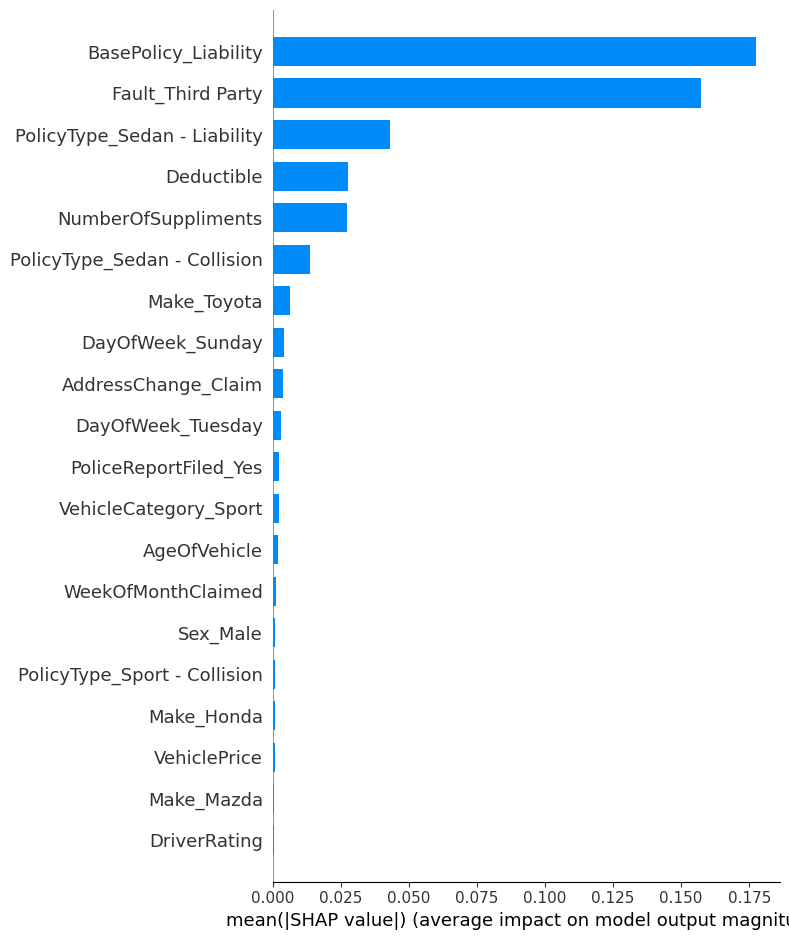 BasePolicy_Liability
Fault_Third Party
PolicyType_Sedan - Liability
Deductible
NumberOfSuppliments
PolicyType_Sedan - Collision
Make_Toyota
DayOfWeek_Sunday
AddressChange_Claim
DayOfWeek_Tuesday
PoliceReportFiled_Yes
VehicleCategory_Sport
AgeOfVehicle
WeekOfMonthClaimed
Sex_Male
PolicyType_Sport - Collision
Make_Honda
VehiclePrice
Make_Mazda
DriverRating
0.000 0.025 0.050 0.075 0.100 0.125 0.150 0.175
mean(|SHAP value|) (average impact on model output magnitu